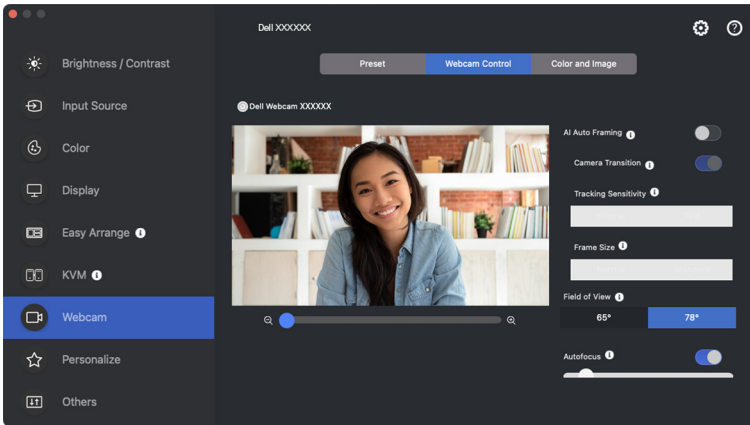 Dell XXXXXX
Brightness / Contrast
Input Source
Color
Display
Easy Arrange
KVM
Webcam
Personalize
Others
Preset
Webcam Control
Color and Image
Dell Webcam XXXXXX
AI Auto Framing
Camera Transition
Tracking Sensitivity
Frame Size
Field of View
65°
78°
Autofocus